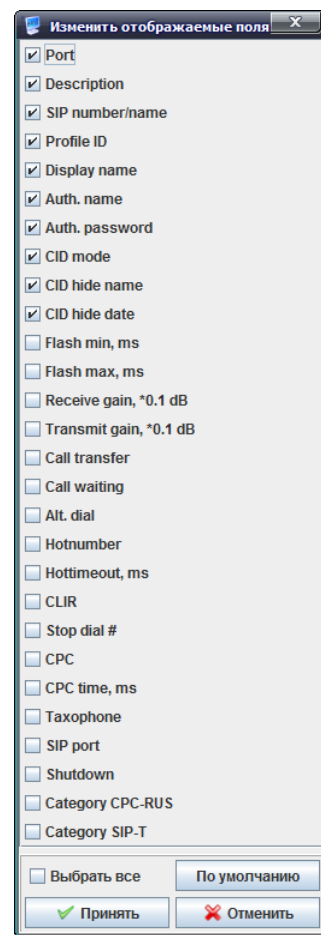 Изменить отображаемые поля
Port
Description
SIP number/name
Profile ID
Display name
Auth. name
Auth. password
CID mode
CID hide name
CID hide date
Flash min, ms
Flash max, ms
Receive gain, *0.1 dB
Transmit gain, *0.1 dB
Call transfer
Call waiting
Alt. dial
Hotnumber
Hottimeout, ms
CLIR
Stop dial #
CPC
CPC time, ms
Taxophone
SIP port
Shutdown
Category CPC-RUS
Category SIP-T
Выбрать все По умолчанию
Принять Отменить